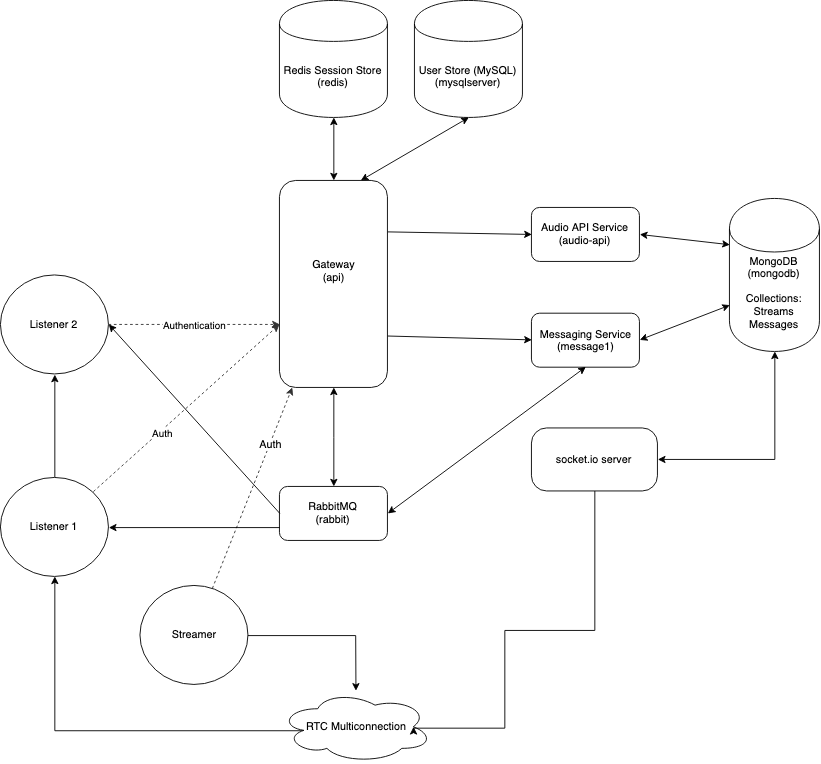 Redis Session Store
(redis)
User Store (MySQL)
(mysqlserver)
Gateway
(api)
Audio API Service
(audio-api)
MongoDB
(mongodb)
Collections:
Streams
Messages
Listener 2
Authentication
Messaging Service
(message1)
Auth
Auth
socket.io server
RabbitMQ
(rabbit)
Listener 1
Streamer
RTC Multiconnection